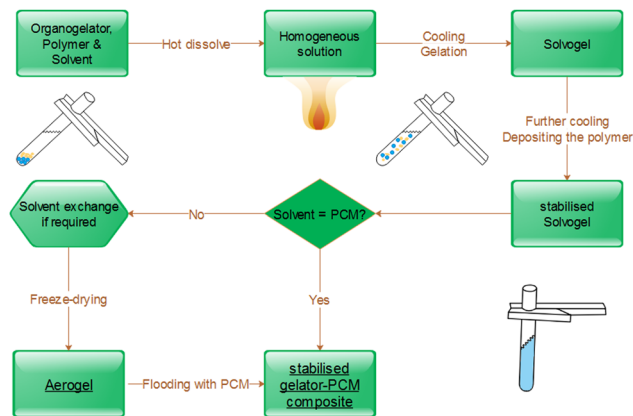 Organogelator,
Polymer &
Solvent
Hot dissolve
Homogeneous
solution
Cooling
Gelation
Solvogel
Further cooling
Depositing the polymer
Solvent exchange
if required
No
Solvent = PCM?
stabilised
Solvogel
Freeze-drying
Yes
Aerogel
Flooding with PCM
stabilised
gelator-PCM
composite